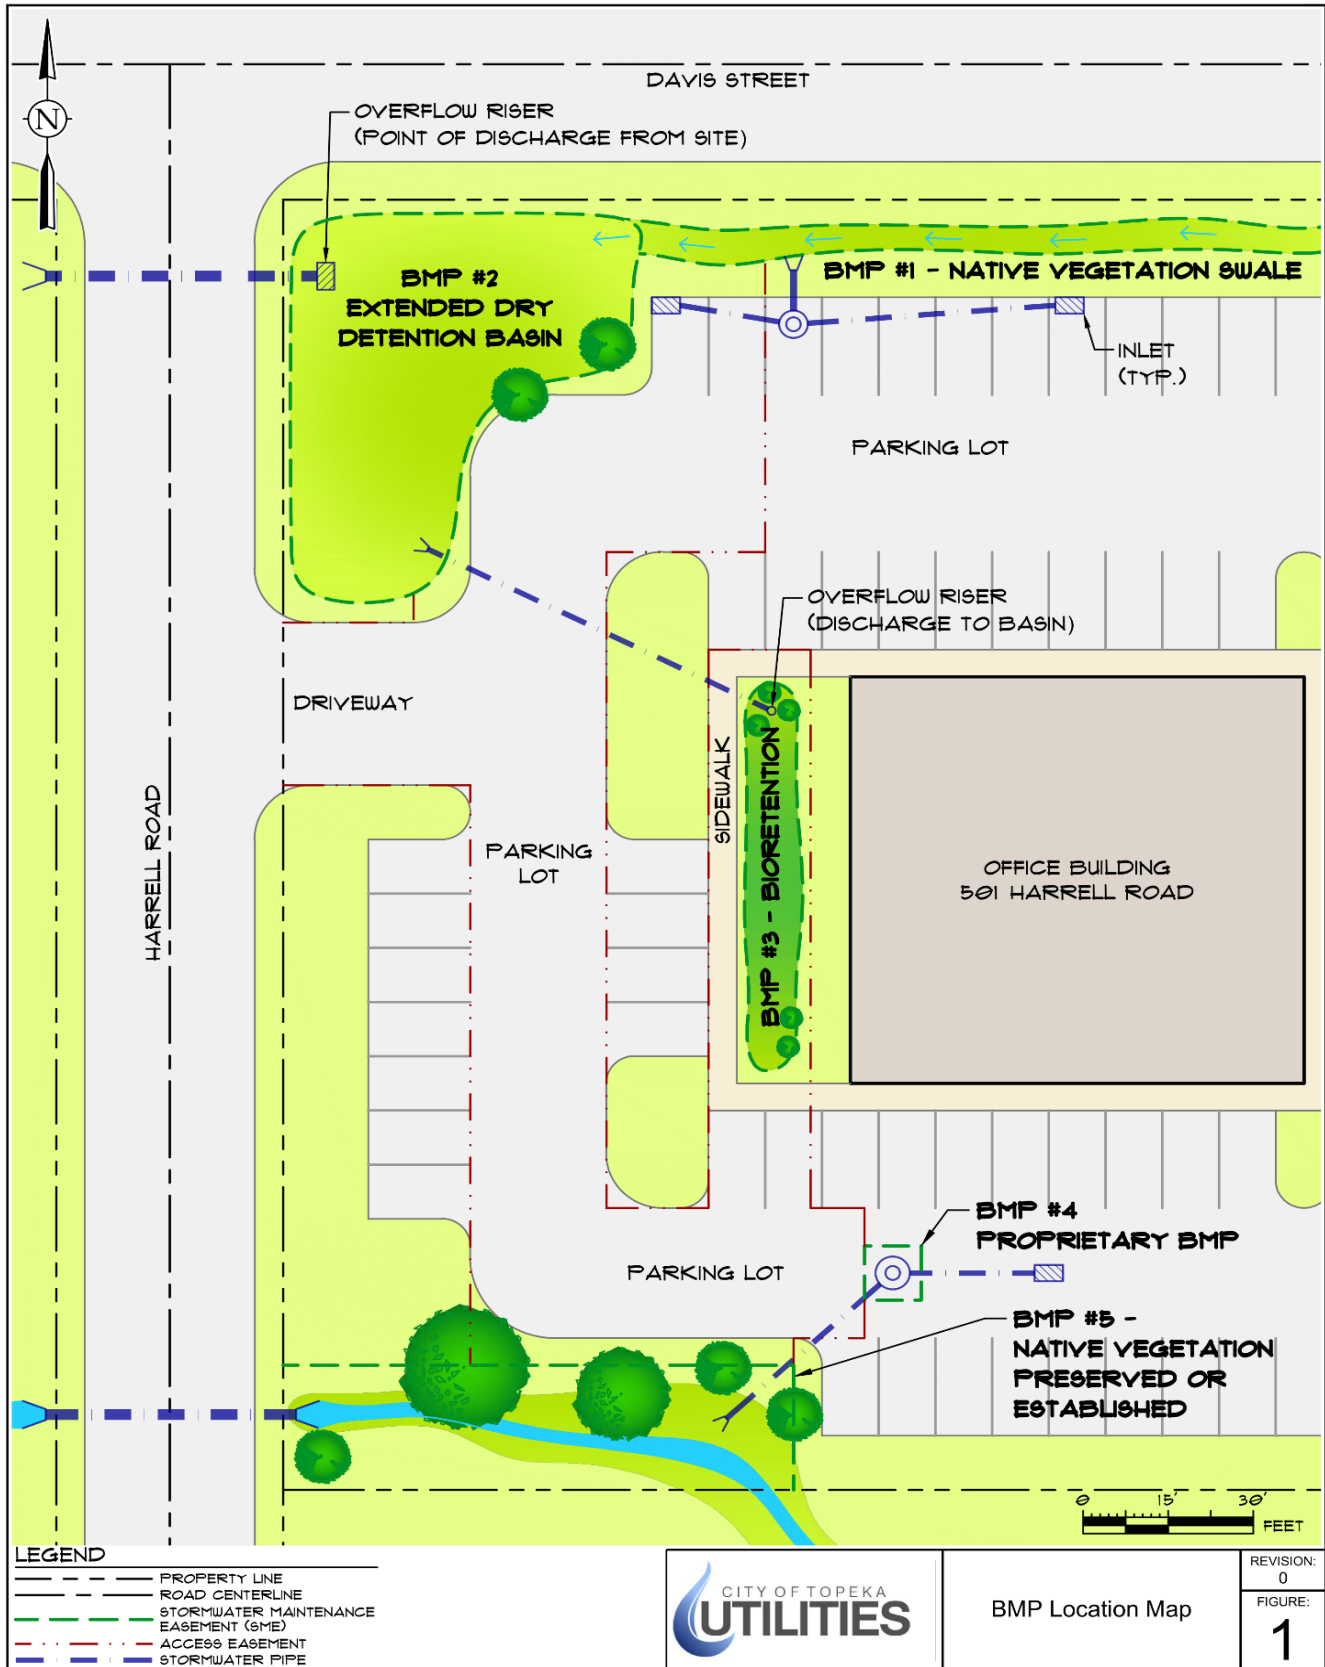 DAVIS STREET
N
OVERFLOW RISER
(POINT OF DISCHARGE FROM SITE)
BMP #2
EXTENDED DRY
DETENTION BASIN
BMP #1 - NATIVE VEGETATION SWALE
INLET
(TYP.)
PARKING LOT
OVERFLOW RISER
(DISCHARGE TO BASIN)
DRIVEWAY
SIDEWALK
BMP #3 - BIORETENTION
HARRELL ROAD
PARKING
LOT
OFFICE BUILDING
501 HARRELL ROAD
BMP #4
PROPRIETARY BMP
PARKING LOT
BMP #5 -
NATIVE VEGETATION
PRESERVED OR
ESTABLISHED
0 15' 30'
FEET
LEGEND
PROPERTY LINE
ROAD CENTERLINE
STORMWATER MAINTENANCE
EASEMENT (SME)
ACCESS EASEMENT
STORMWATER PIPE
CITY OF TOPEKA
UTILITIES
BMP Location Map
REVISION:
0
FIGURE:
1